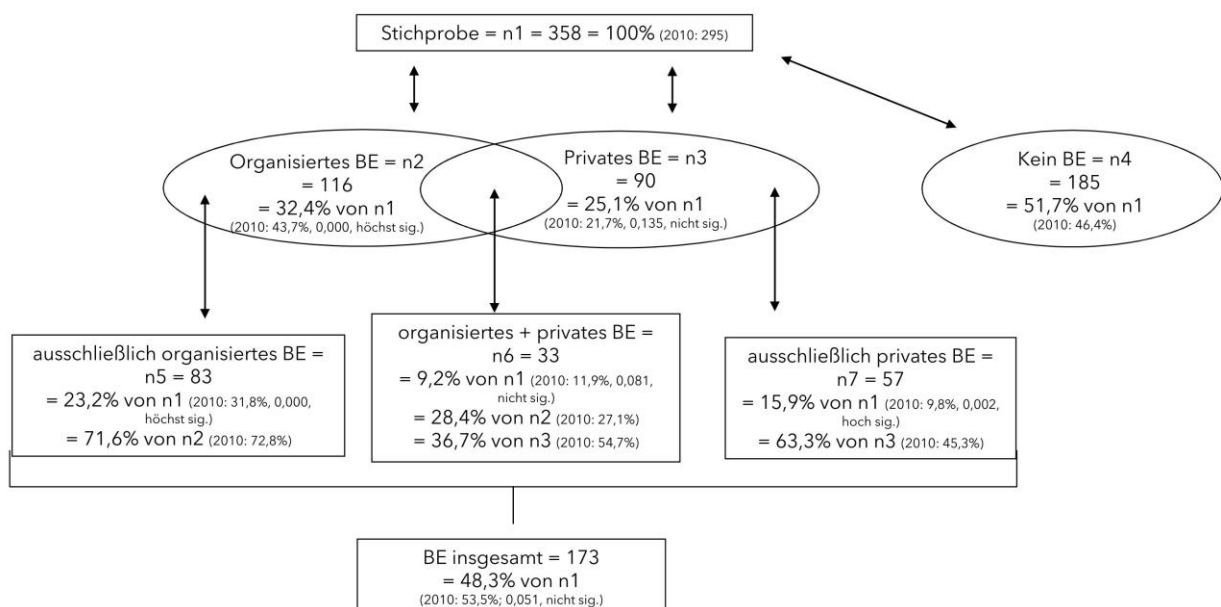 Stichprobe = n1 = 358 = 100% (2010: 295)
Organisiertes BE = n2
= 116
= 32,4% von n1
(2010: 43,7%, 0,000, höchst sig.)
Privates BE = n3
= 90
= 25,1% von n1
(2010: 21,7%, 0,135, nicht sig.)
Kein BE = n4
= 185
= 51,7% von n1
(2010: 46,4%)
ausschließlich organisiertes BE =
n5 = 83
= 23,2% von n1 (2010: 31,8%, 0,000,
höchst sig.)
= 71,6% von n2 (2010: 72,8%)
organisiertes + privates BE =
n6 = 33
= 9,2% von n1 (2010: 11,9%, 0,081,
nicht sig.)
= 28,4% von n2 (2010: 27,1%)
= 36,7% von n3 (2010: 54,7%)
ausschließlich privates BE =
n7 = 57
= 15,9% von n1 (2010: 9,8%, 0,002,
hoch sig.)
= 63,3% von n3 (2010: 45,3%)
BE insgesamt = 173
= 48,3% von n1
(2010: 53,5%; 0,051, nicht sig.)